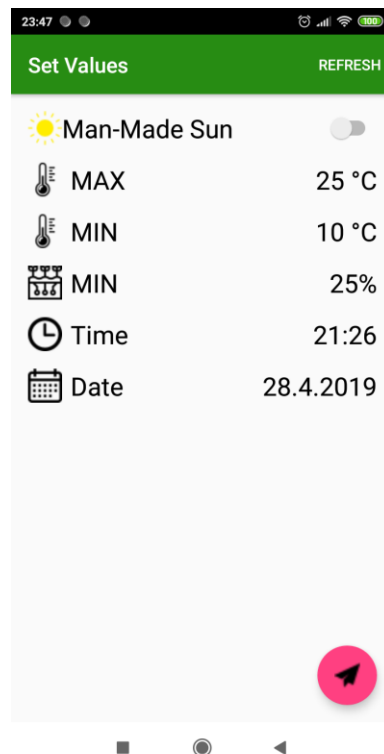 23:47 100
Set Values REFRESH
Man-Made Sun
MAX 25 °C
MIN 10 °C
MIN 25%
Time 21:26
Date 28.4.2019